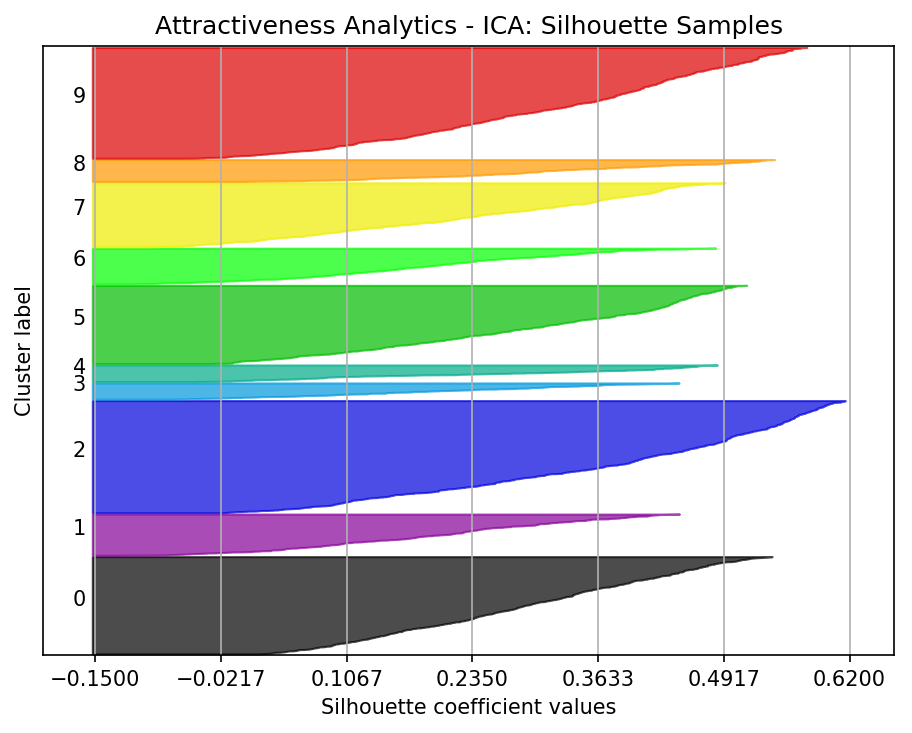 Attractiveness Analytics - ICA: Silhouette Samples
9
8
7
6
5
4
3
2
1
0
Cluster label
−0.1500 −0.0217 0.1067 0.2350 0.3633 0.4917 0.6200
Silhouette coefficient values